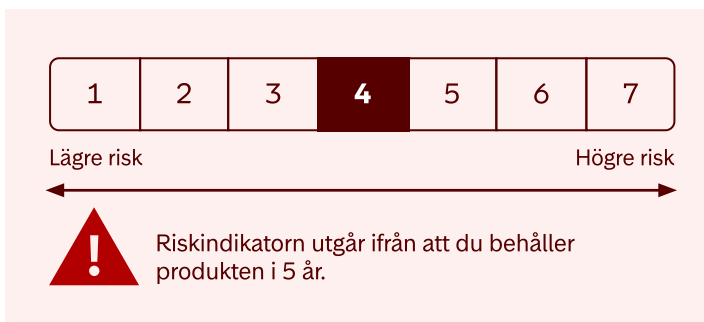 1 2 3 4 5 6 7
Lägre risk Högre risk
!
Riskindikatorn utgår ifrån att du behåller
produkten i 5 år.